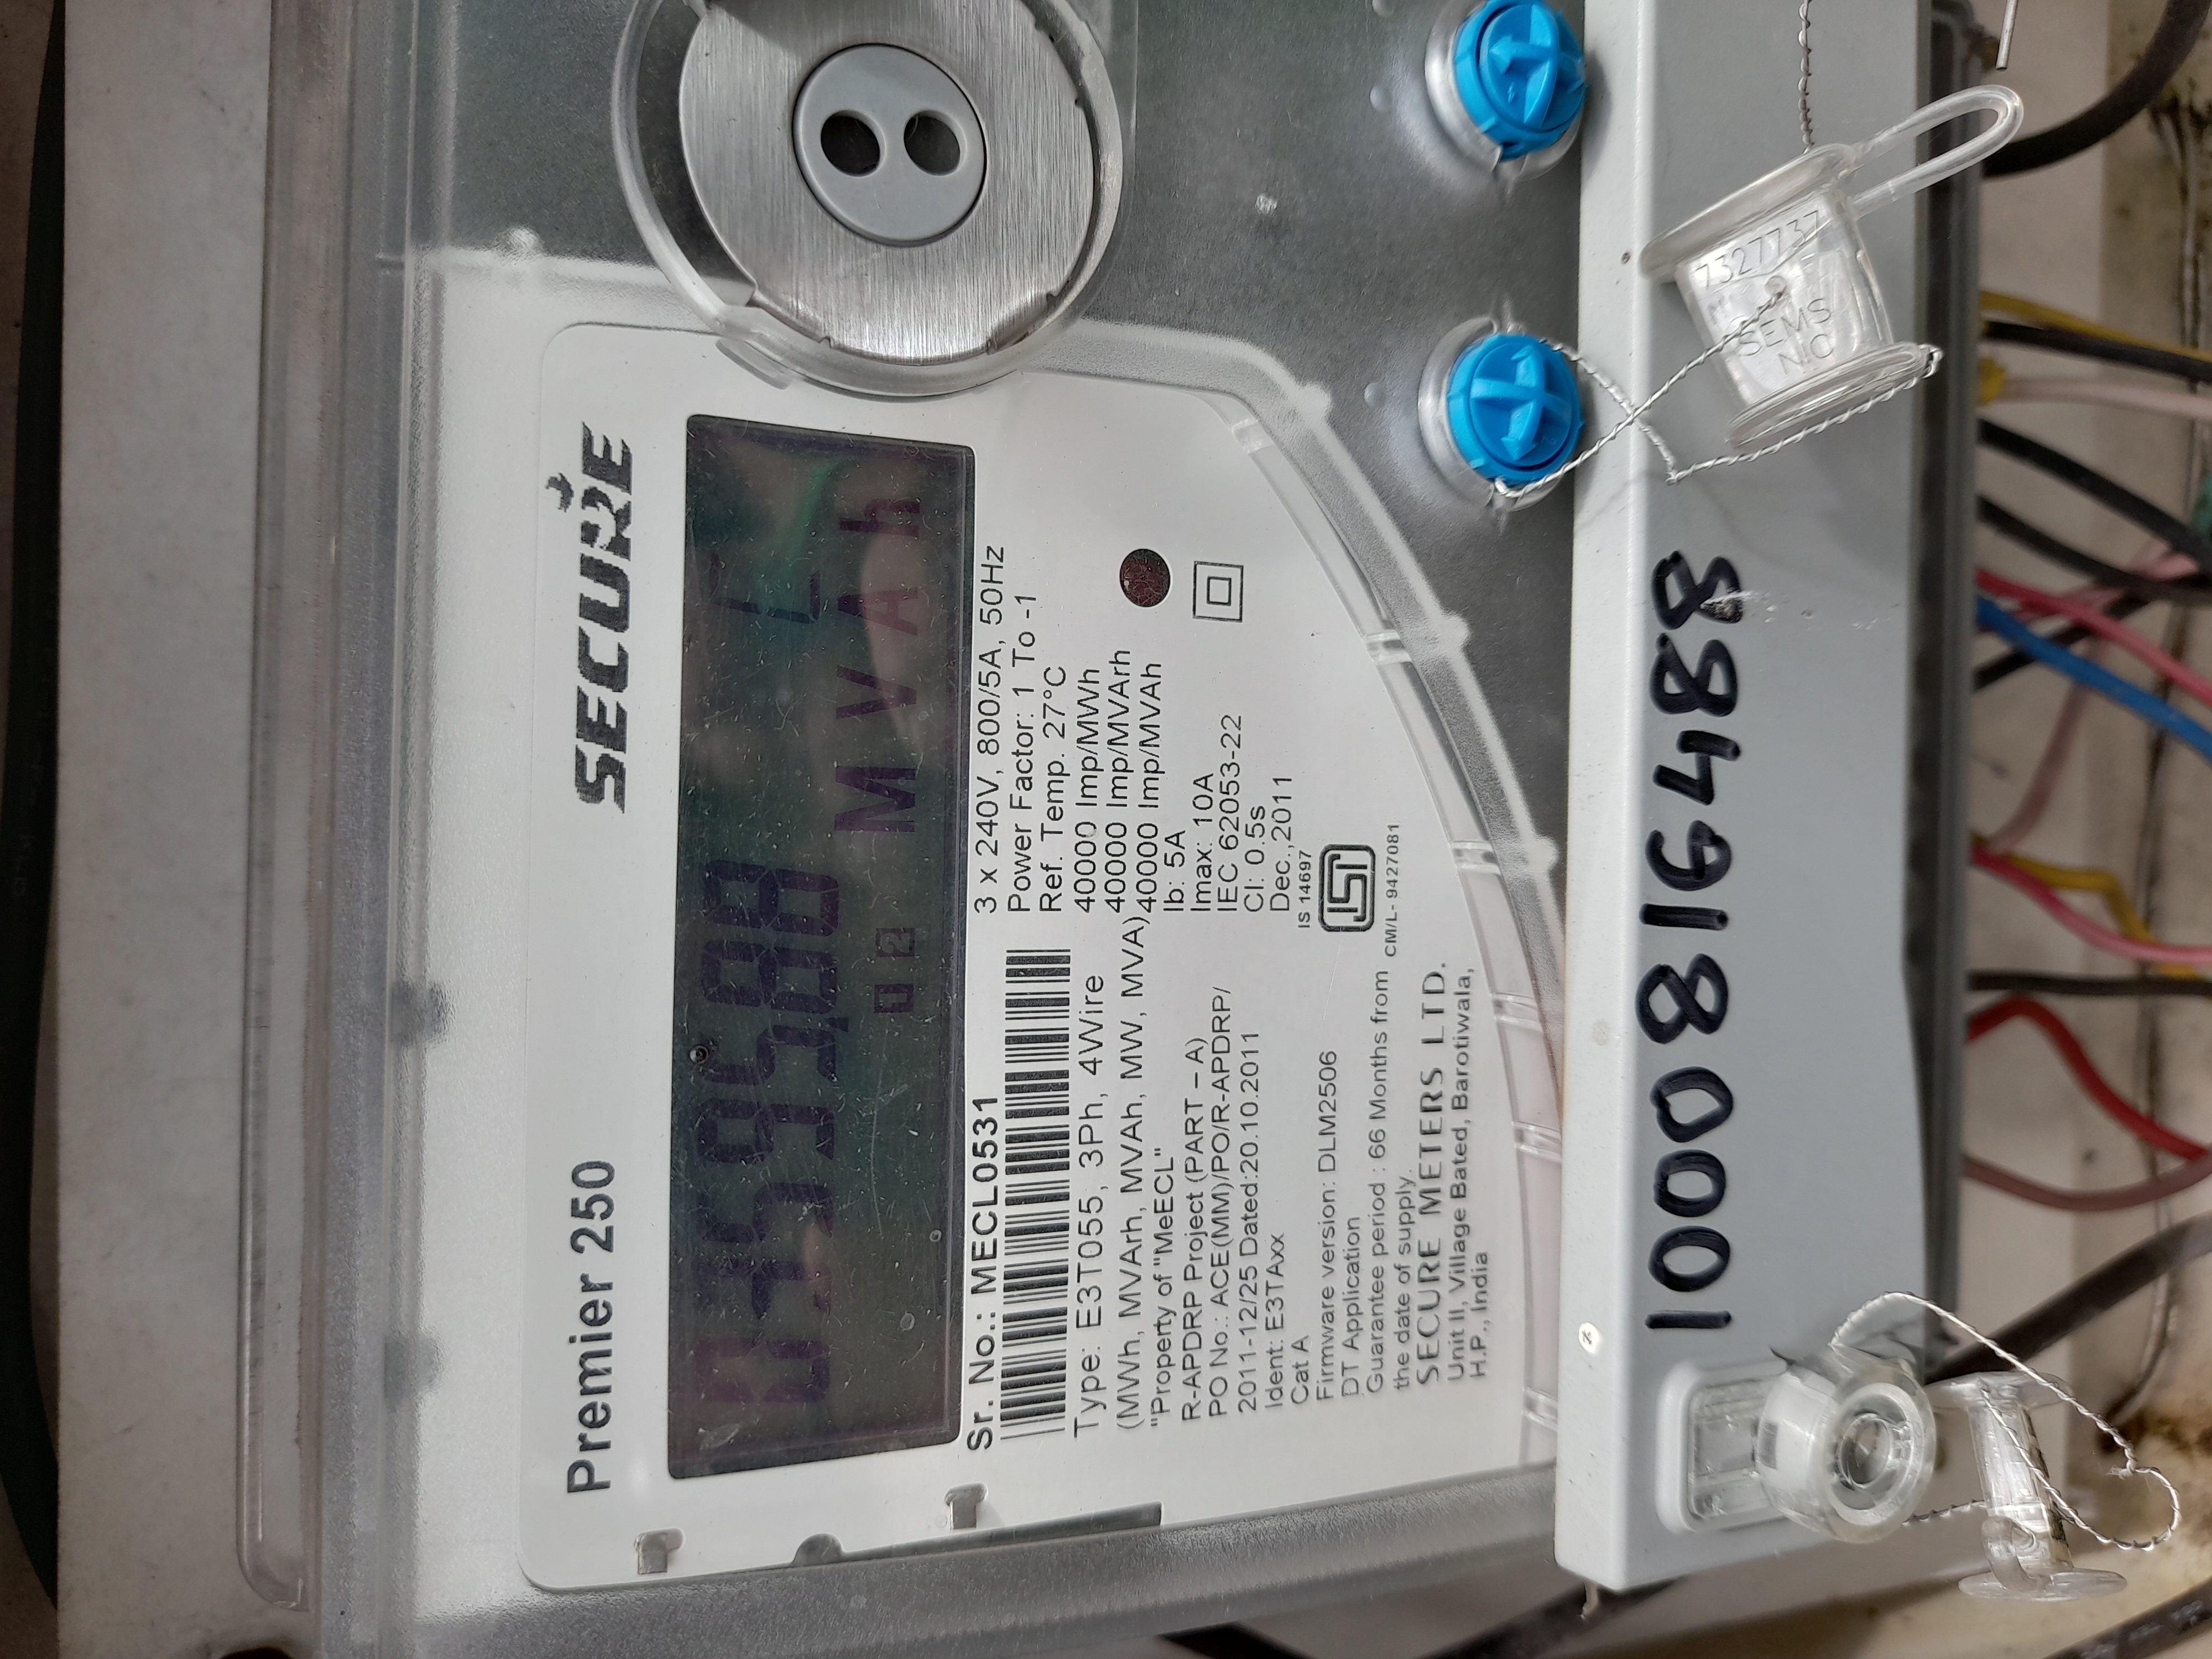 Premier 250
SECURE
MVAh
Sr. No.: MECL0531
Type: E3T055, 3Ph, 4Wire
(MWh, MVArh, MVAh, MW, MVA)
"Property of "MeECL"
R-APDRP Project (PART – A)
PO No.: ACE(MM)/PO/R-APDRP/
2011-12/25 Dated:20.10.2011
Ident: E3TAxx
Cat A
Firmware version: DLM2506
DT Application
Guarantee period : 66 Months from
the date of supply.
SECURE METERS LTD.
Unit II, Village Bated, Barotiwala,
H.P., India
3 x 240V, 800/5A, 50Hz
Power Factor: 1 To -1
Ref. Temp. 27°C
40000 Imp/MWh
40000 Imp/MVArh
40000 Imp/MVAh
Ib: 5A
Imax: 10A
IEC 62053-22
Cl: 0.5s
Dec.,2011
IS 14697
CM/L- 9427081
1000816488
7327737
SEMS
N.O